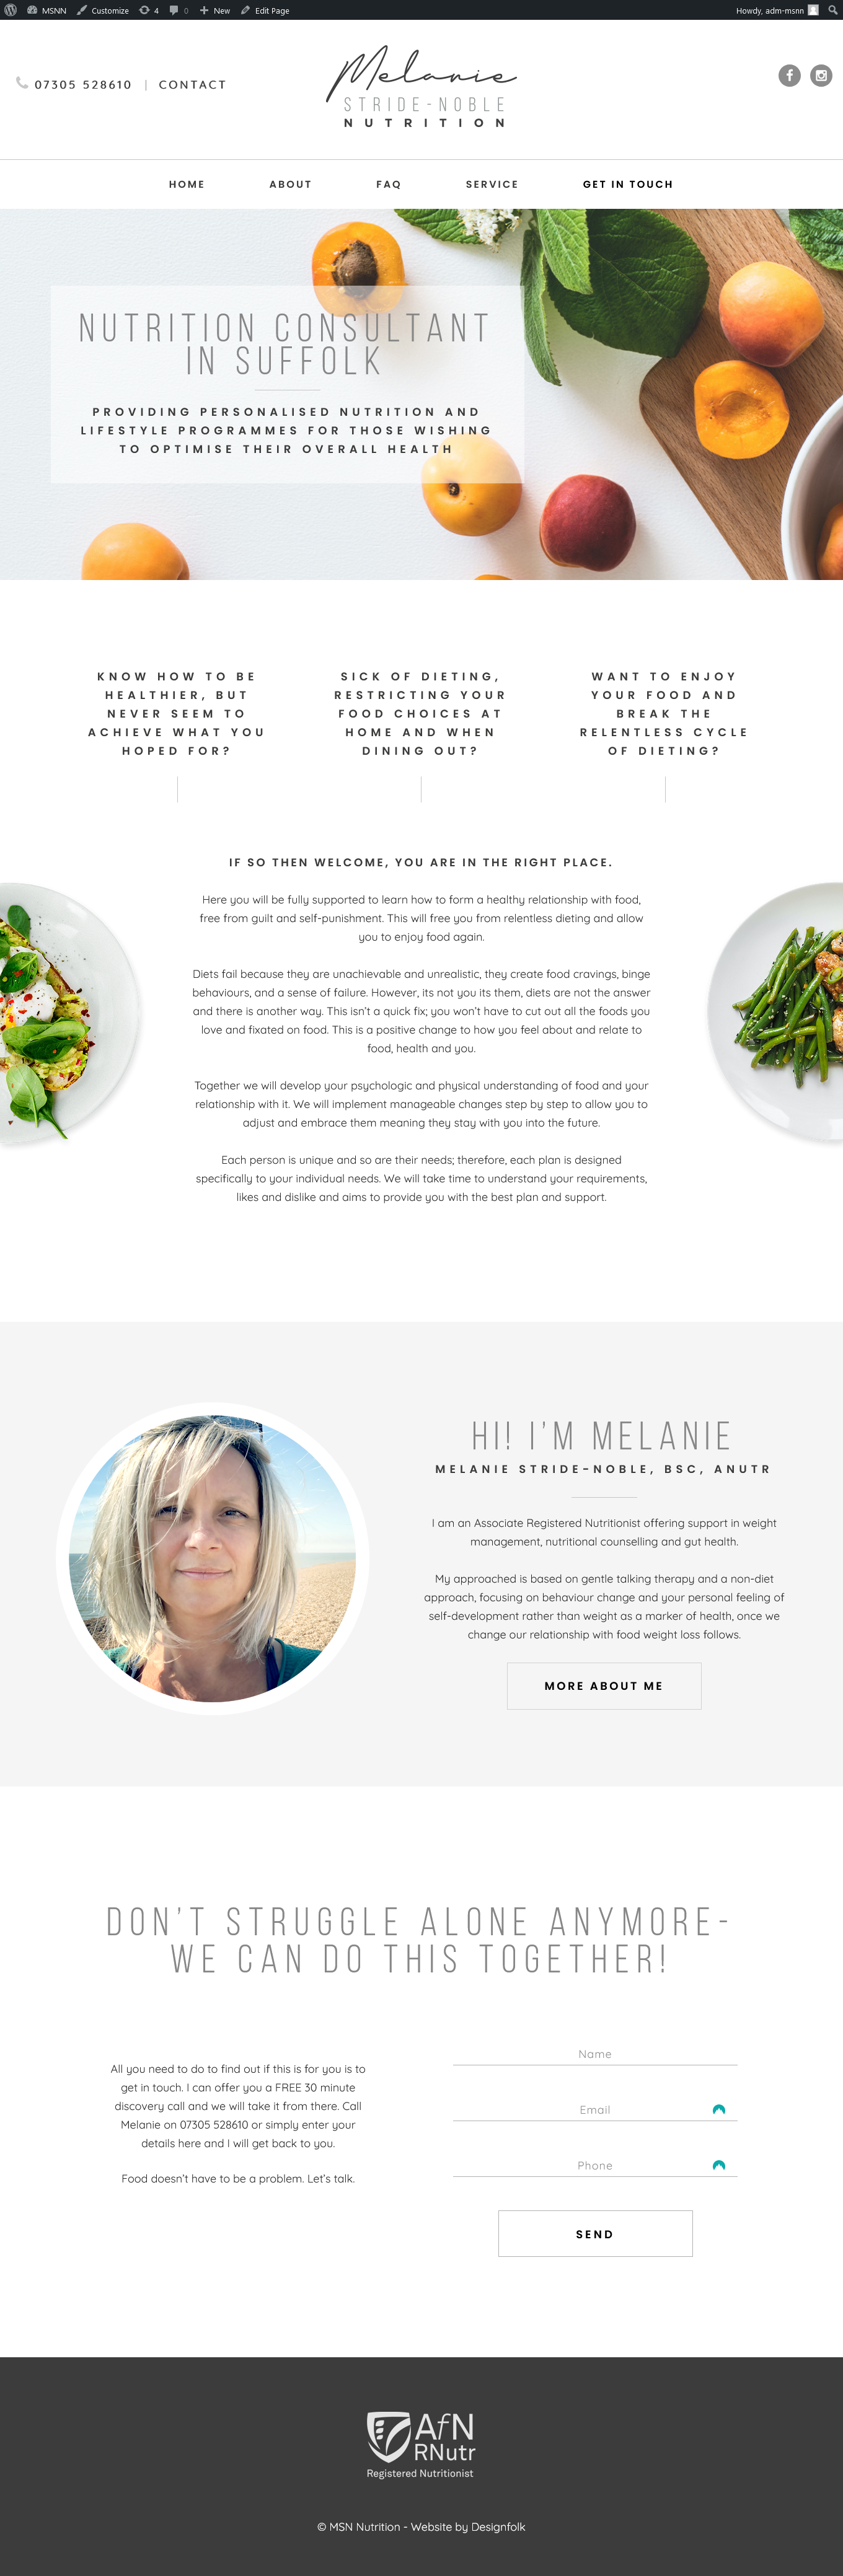 MSNN Customize 4 0 New Edit Page Howdy, adm-msnn
07305 528610 | CONTACT
Melanie
STRIDE-NOBLE
NUTRITION
HOME ABOUT FAQ SERVICE GET IN TOUCH
NUTRITION CONSULTANT
IN SUFFOLK
PROVIDING PERSONALISED NUTRITION AND
LIFESTYLE PROGRAMMES FOR THOSE WISHING
TO OPTIMISE THEIR OVERALL HEALTH
KNOW HOW TO BE
HEALTHIER, BUT
NEVER SEEM TO
ACHIEVE WHAT YOU
HOPED FOR?
SICK OF DIETING,
RESTRICTING YOUR
FOOD CHOICES AT
HOME AND WHEN
DINING OUT?
WANT TO ENJOY
YOUR FOOD AND
BREAK THE
RELENTLESS CYCLE
OF DIETING?
IF SO THEN WELCOME, YOU ARE IN THE RIGHT PLACE.
Here you will be fully supported to learn how to form a healthy relationship with food,
free from guilt and self-punishment. This will free you from relentless dieting and allow
you to enjoy food again.
Diets fail because they are unachievable and unrealistic, they create food cravings, binge
behaviours, and a sense of failure. However, its not you its them, diets are not the answer
and there is another way. This isn't a quick fix; you won't have to cut out all the foods you
love and fixated on food. This is a positive change to how you feel about and relate to
food, health and you.
Together we will develop your psychologic and physical understanding of food and your
relationship with it. We will implement manageable changes step by step to allow you to
adjust and embrace them meaning they stay with you into the future.
Each person is unique and so are their needs; therefore, each plan is designed
specifically to your individual needs. We will take time to understand your requirements,
likes and dislike and aims to provide you with the best plan and support.
HI! I'M MELANIE
MELANIE STRIDE-NOBLE, BSC, ANUTR
I am an Associate Registered Nutritionist offering support in weight
management, nutritional counselling and gut health.
My approached is based on gentle talking therapy and a non-diet
approach, focusing on behaviour change and your personal feeling of
self-development rather than weight as a marker of health, once we
change our relationship with food weight loss follows.
MORE ABOUT ME
DON'T STRUGGLE ALONE ANYMORE-
WE CAN DO THIS TOGETHER!
All you need to do to find out if this is for you is to
get in touch. I can offer you a FREE 30 minute
discovery call and we will take it from there. Call
Melanie on 07305 528610 or simply enter your
details here and I will get back to you.
Food doesn't have to be a problem. Let's talk.
Name
Email
Phone
SEND
AfN
RNutr
Registered Nutritionist
© MSN Nutrition - Website by Designfolk